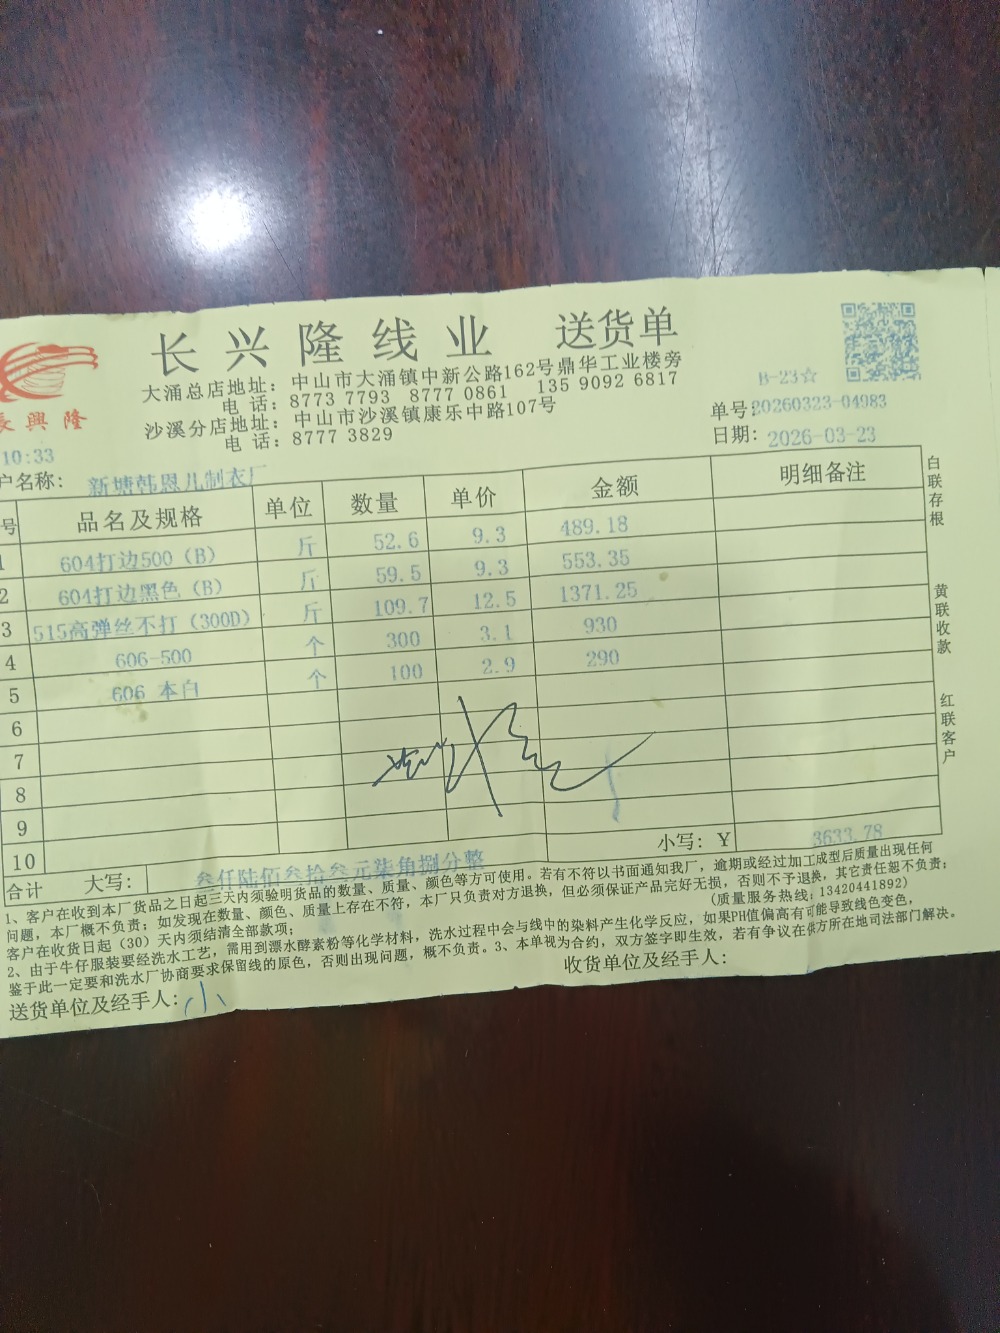 长兴隆线业 送货单
大涌总店地址：中山市大涌镇中新公路162号鼎华工业楼旁
电 话：8773 7793 8777 0861 135 9092 6817
沙溪分店地址：中山市沙溪镇康乐中路107号
电 话：8777 3829
長興隆
B-23☆
单号:20260323-04983
日期：2026-03-23
10:33
户名称：新塘韩恩儿制衣厂
号 品名及规格 单位 数量 单价 金额 明细备注
1 604打边500（B） 斤 52.6 9.3 489.18
2 604打边黑色（B） 斤 59.5 9.3 553.35
3 515高弹丝不打（300D） 斤 109.7 12.5 1371.25
4 606-500 个 300 3.1 930
5 606 本白 个 100 2.9 290
6
7
8
9
10
合计 大写：叁仟陆佰叁拾叁元柒角捌分整 小写：Y 3633.78
白联存根
黄联收款
红联客户
1、客户在收到本厂货品之日起三天内须验明货品的数量、质量、颜色等方可使用。若有不符以书面通知我厂，逾期或经过加工成型后质量出现任何
问题，本厂概不负责；如发现在数量、颜色、质量上存在不符，本厂只负责对方退换，但必须保证产品完好无损，否则不予退换，其它责任恕不负责；
客户在收货日起（30）天内须结清全部款项；（质量服务热线：13420441892）
2、由于牛仔服装要经洗水工艺，需用到漂水酵素粉等化学材料，洗水过程中会与线中的染料产生化学反应，如果PH值偏高有可能导致线色变色，
鉴于此一定要和洗水厂协商要求保留线的原色，否则出现问题，概不负责。3、本单视为合约，双方签字即生效，若有争议在供方所在地司法部门解决。
送货单位及经手人：小 收货单位及经手人：